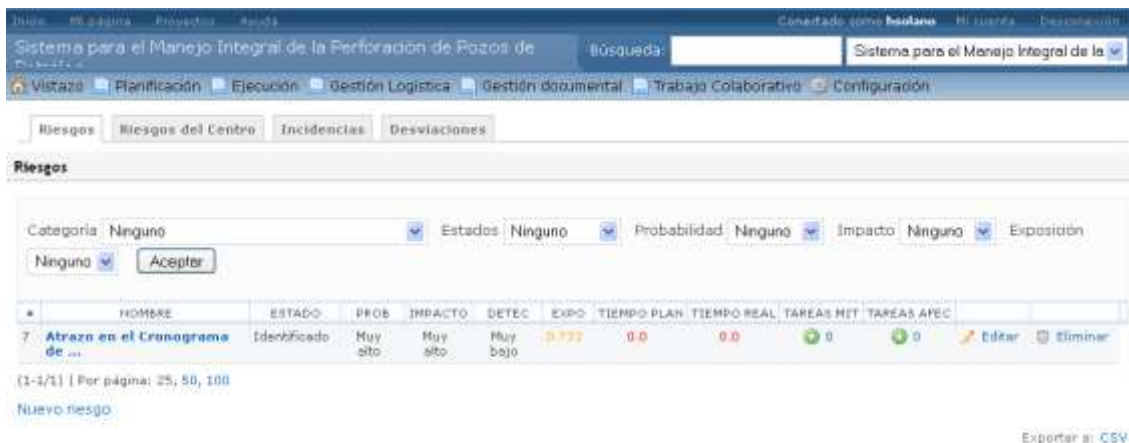 Inicio Mi página Proyectos Ayuda Conectado como hsolano Mi cuenta Desconexión
Sistema para el Manejo Integral de la Perforación de Pozos de
Búsqueda: Sistema para el Manejo Integral de la
Vistazo Planificación Ejecución Gestión Logística Gestión documental Trabajo Colaborativo Configuración
Riesgos Riesgos del Centro Incidencias Desviaciones
Riesgos
Categoría Ninguno Estados Ninguno Probabilidad Ninguno Impacto Ninguno Exposición
Ninguno Aceptar
# NOMBRE ESTADO PROB IMPACTO DETEC EXPO TIEMPO PLAN TIEMPO REAL TAREAS MIT TAREAS AFEC
7 Atrazo en el Cronograma de ... Identificado Muy alto Muy alto Muy bajo 0.0 0.0 0 0 Editar Eliminar
(1-1/1) | Por página: 25, 50, 100
Nuevo riesgo
Exportar a: CSV